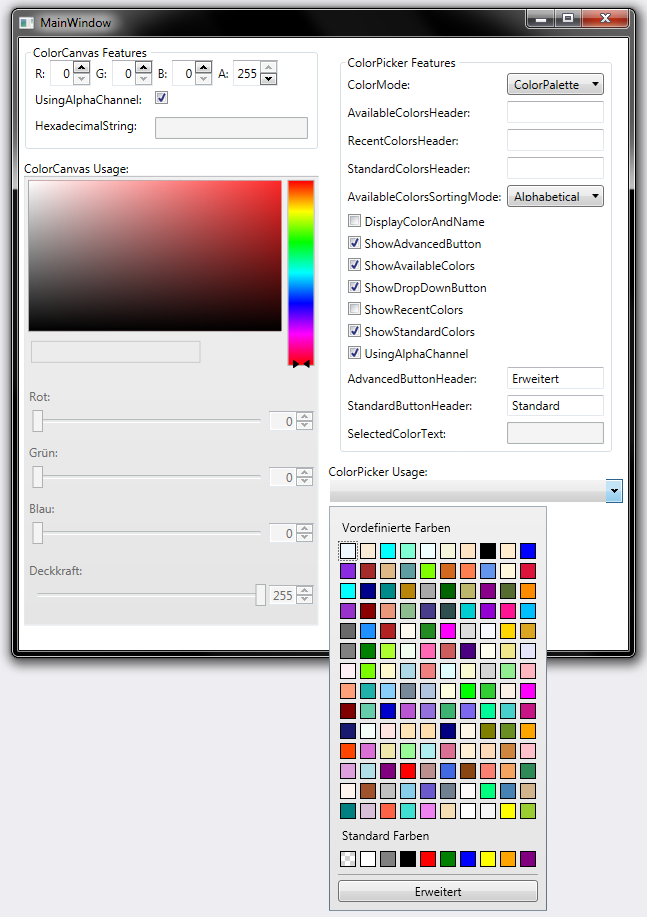 MainWindow
ColorCanvas Features
R: 0 G: 0 B: 0 A: 255
UsingAlphaChannel:
HexadecimalString:
ColorCanvas Usage:
Rot:
0
Grün:
0
Blau:
0
Deckkraft:
255
ColorPicker Features
ColorMode: ColorPalette
AvailableColorsHeader:
RecentColorsHeader:
StandardColorsHeader:
AvailableColorsSortingMode: Alphabetical
DisplayColorAndName
ShowAdvancedButton
ShowAvailableColors
ShowDropDownButton
ShowRecentColors
ShowStandardColors
UsingAlphaChannel
AdvancedButtonHeader: Erweitert
StandardButtonHeader: Standard
SelectedColorText:
ColorPicker Usage:
Vordefinierte Farben
Standard Farben
Erweitert